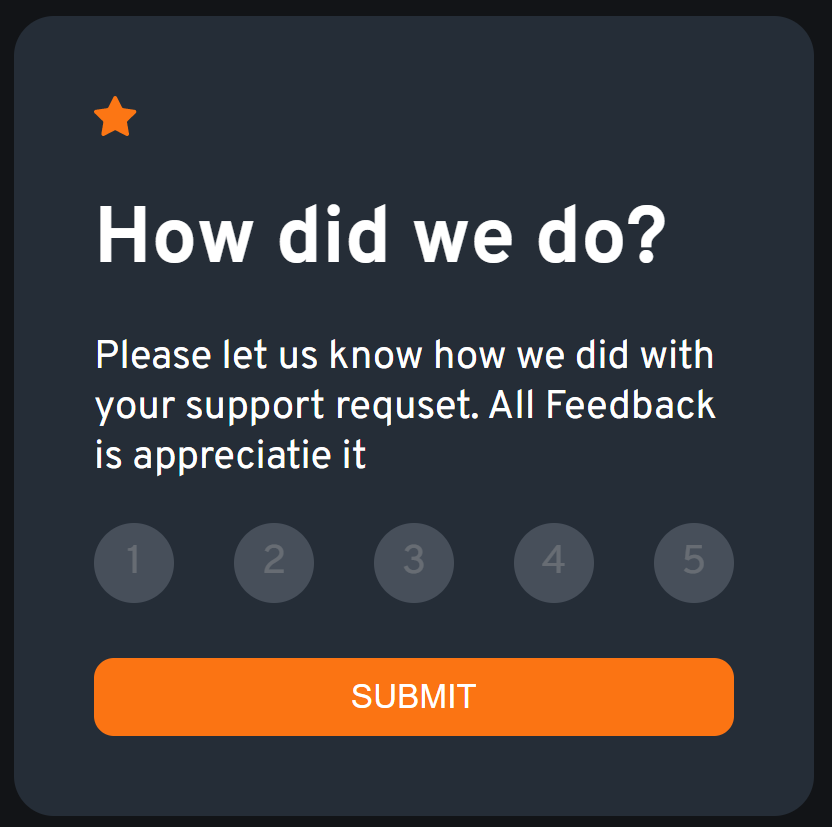 How did we do?
Please let us know how we did with
your support requset. All Feedback
is appreciatie it
1 2 3 4 5
SUBMIT